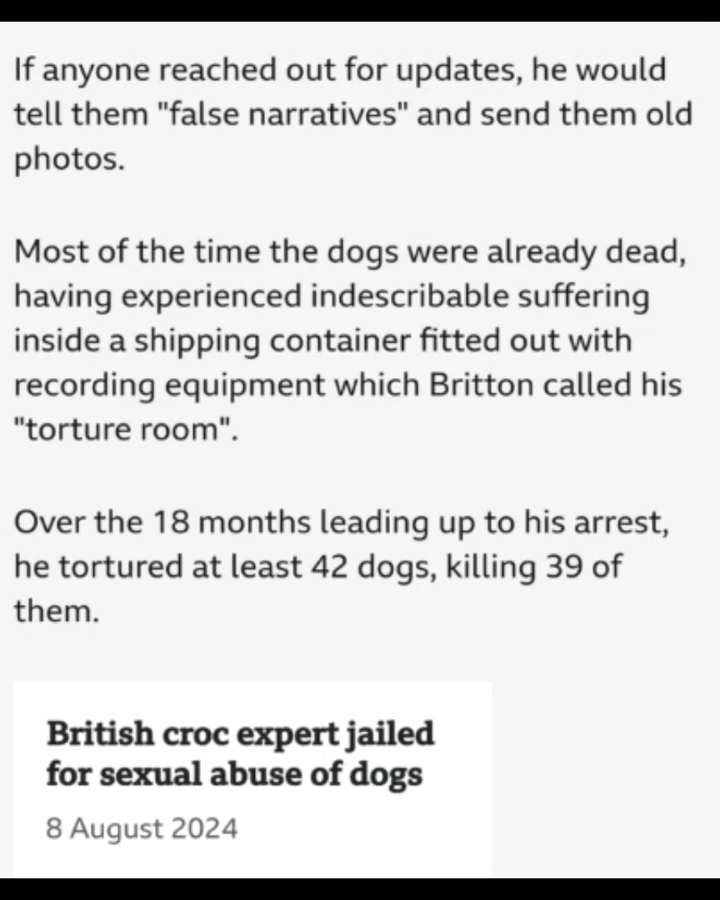 If anyone reached out for updates, he would
tell them "false narratives" and send them old
photos.
Most of the time the dogs were already dead,
having experienced indescribable suffering
inside a shipping container fitted out with
recording equipment which Britton called his
"torture room".
Over the 18 months leading up to his arrest,
he tortured at least 42 dogs, killing 39 of
them.
British croc expert jailed
for sexual abuse of dogs
8 August 2024